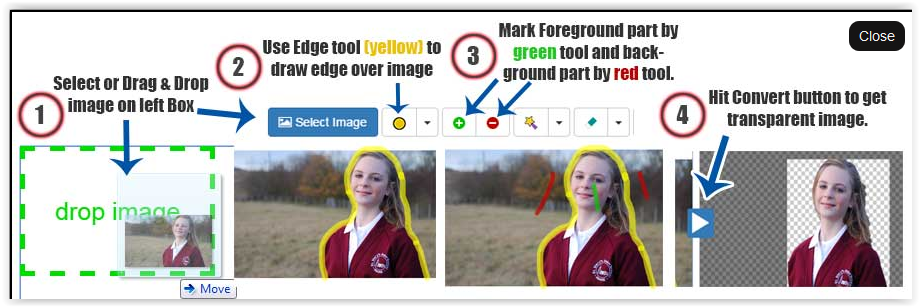 Close
1
Select or Drag & Drop
image on left Box
2
Use Edge tool (yellow) to
draw edge over image
3
Mark Foreground part by
green tool and back-
ground part by red tool.
4
Hit Convert button to get
transparent image.
Select Image
drop image
Move